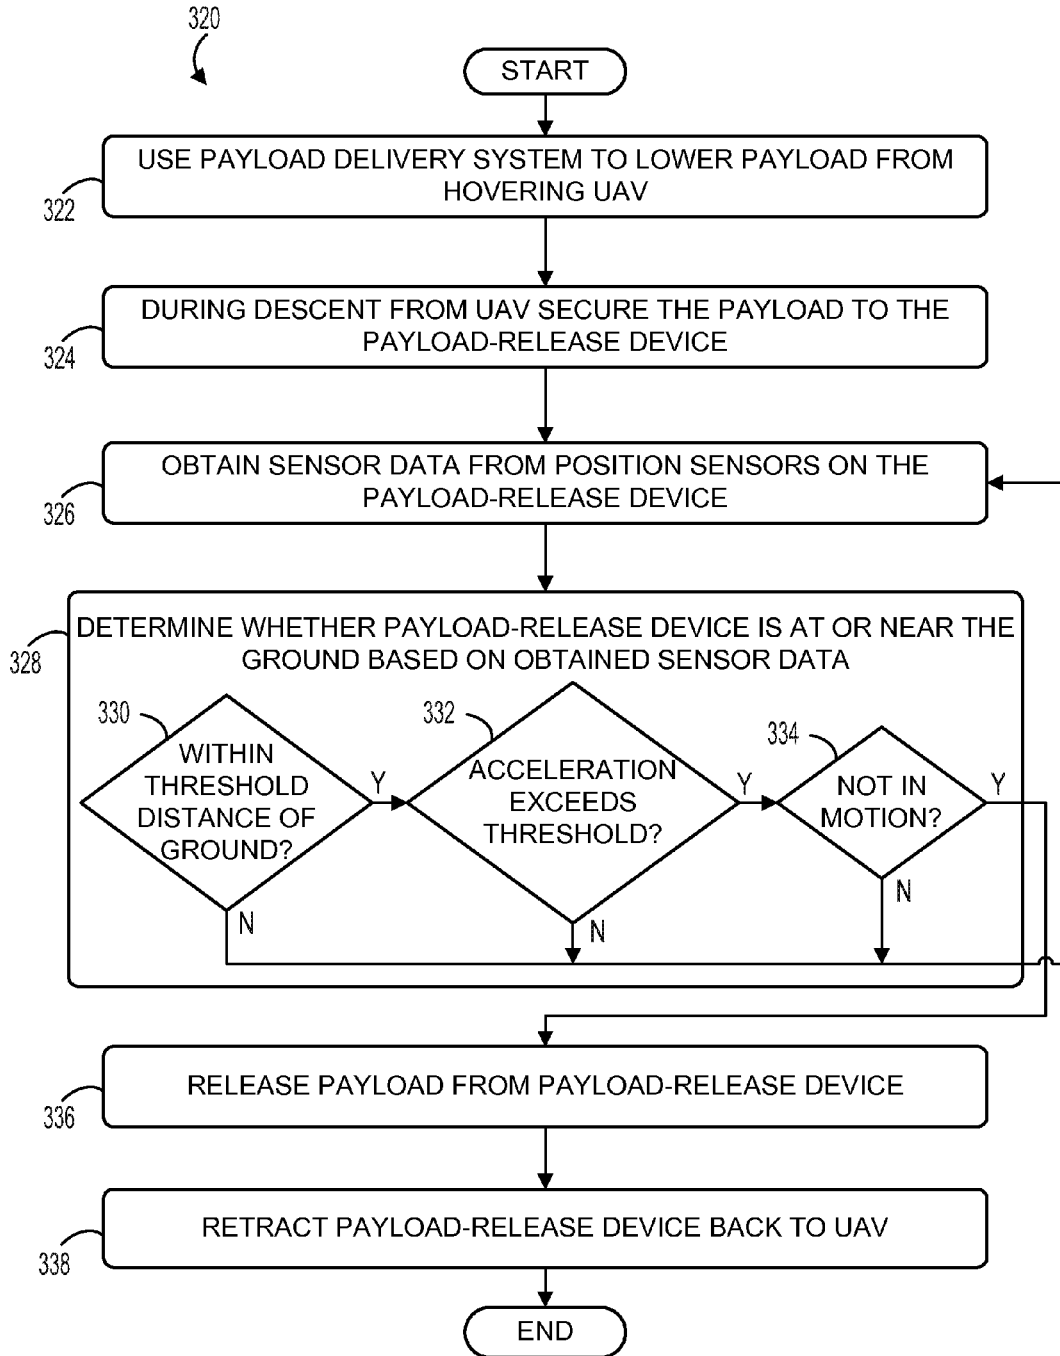 320
START
USE PAYLOAD DELIVERY SYSTEM TO LOWER PAYLOAD FROM
HOVERING UAV
322
DURING DESCENT FROM UAV SECURE THE PAYLOAD TO THE
PAYLOAD-RELEASE DEVICE
324
OBTAIN SENSOR DATA FROM POSITION SENSORS ON THE
PAYLOAD-RELEASE DEVICE
326
DETERMINE WHETHER PAYLOAD-RELEASE DEVICE IS AT OR NEAR THE
GROUND BASED ON OBTAINED SENSOR DATA
328
330
WITHIN
THRESHOLD
DISTANCE OF
GROUND?
Y
N
332
ACCELERATION
EXCEEDS
THRESHOLD?
Y
N
334
NOT IN
MOTION?
Y
N
RELEASE PAYLOAD FROM PAYLOAD-RELEASE DEVICE
336
RETRACT PAYLOAD-RELEASE DEVICE BACK TO UAV
338
END